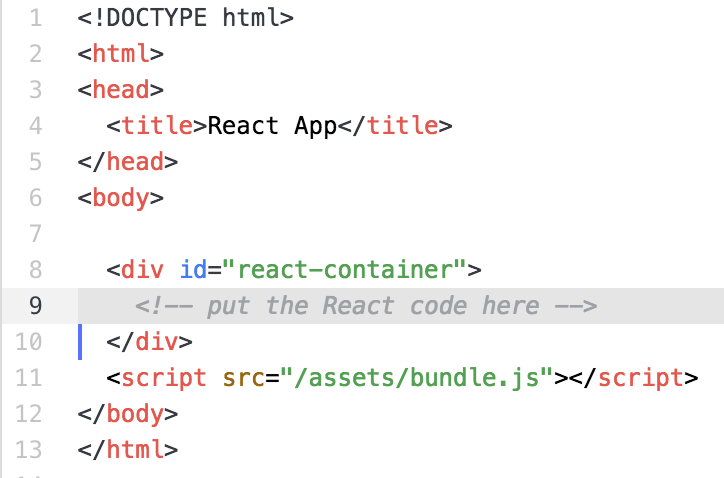 1 <!DOCTYPE html>
2 <html>
3 <head>
4   <title>React App</title>
5 </head>
6 <body>
7
8   <div id="react-container">
9     <!-- put the React code here -->
10   </div>
11   <script src="/assets/bundle.js"></script>
12 </body>
13 </html>